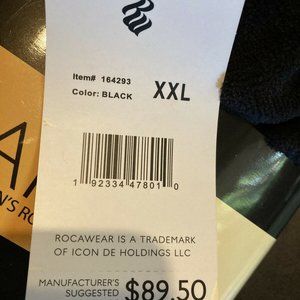 Item# 164293
Color: BLACK
XXL
1 92334 47801 0
ROCAWEAR IS A TRADEMARK
OF ICON DE HOLDINGS LLC
MANUFACTURER'S
SUGGESTED
$89.50